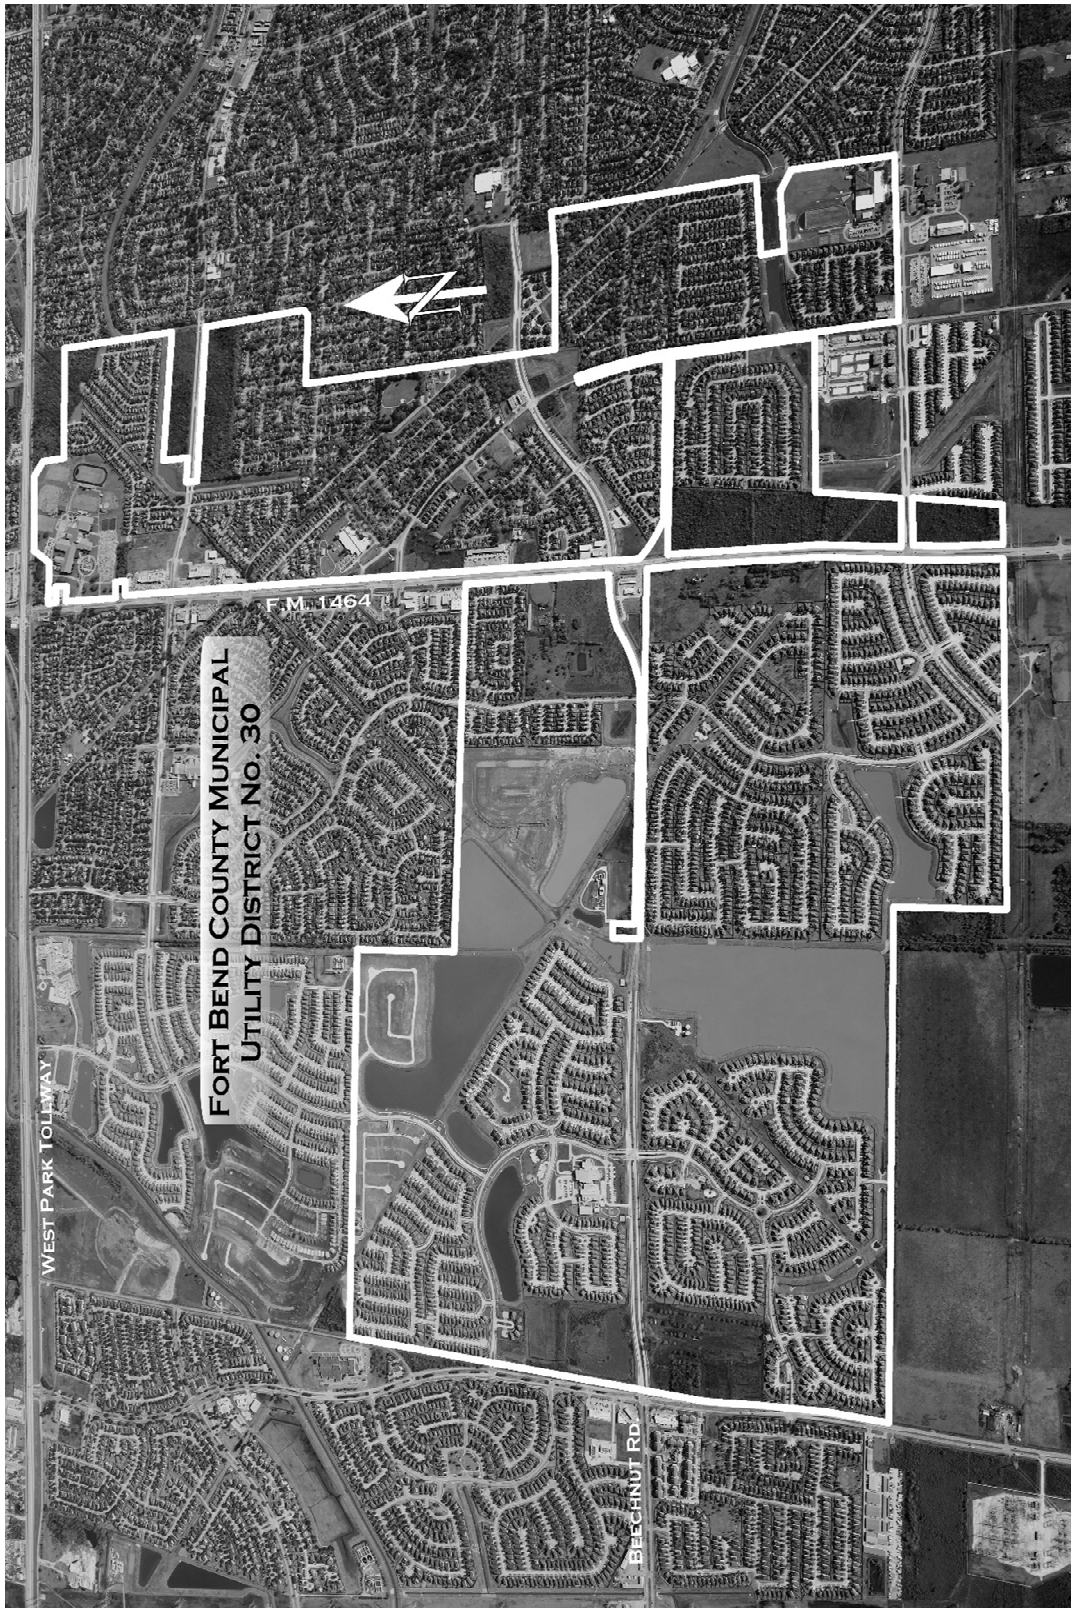 FORT BEND COUNTY MUNICIPAL
UTILITY DISTRICT NO. 30
WEST PARK TOLLWAY
F.M. 1464
BEECHNUT RD
N